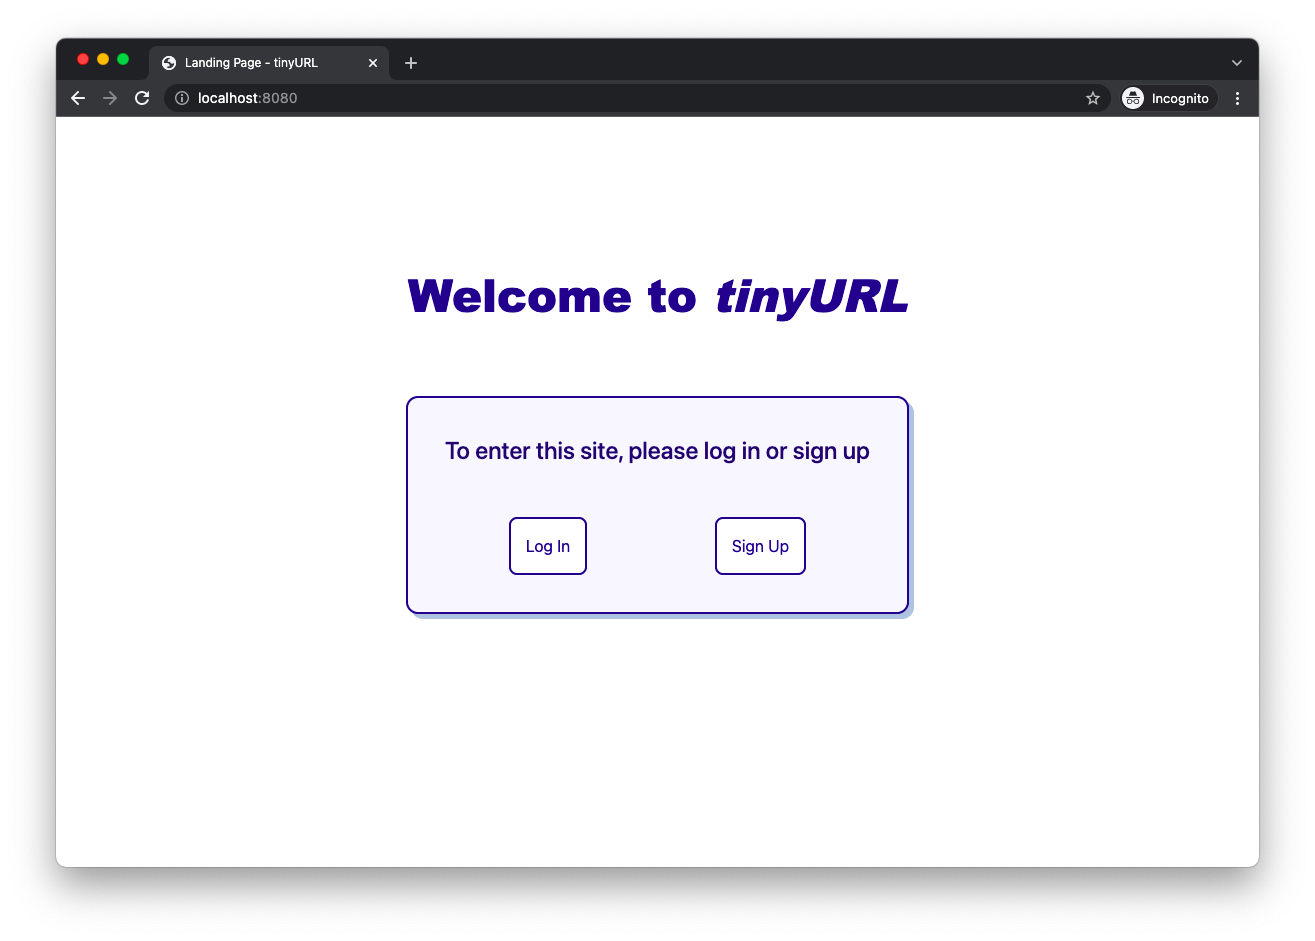 Landing Page - tinyURL
localhost:8080
Incognito
Welcome to tinyURL
To enter this site, please log in or sign up
Log In
Sign Up